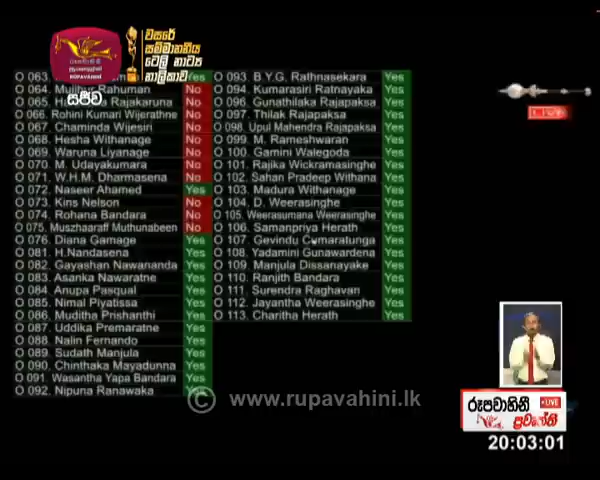 වසරේ
සම්මානනීය
ටෙලි නාට්‍ය
නාලිකාව
රූපවාහිනී
RUPAVAHINI
සජීව
O 063. Yes
O 064. Mujibur Rahuman No
O 065. Rajakaruna No
O 066. Rohini Kumari Wijerathne No
O 067. Chaminda Wijesiri No
O 068. Hesha Withanage No
O 069. Waruna Liyanage No
O 070. M. Udayakumara No
O 071. W.H.M. Dharmasena No
O 072. Naseer Ahamed Yes
O 073. Kins Nelson No
O 074. Rohana Bandara No
O 075. Muszhaaraff Muthunabeen No
O 076. Diana Gamage Yes
O 081. H.Nandasena Yes
O 082. Gayashan Nawananda Yes
O 083. Asanka Nawaratne Yes
O 084. Anupa Pasqual Yes
O 085. Nimal Piyatissa Yes
O 086. Muditha Prishanthi Yes
O 087. Uddika Premaratne Yes
O 088. Nalin Fernando Yes
O 089. Sudath Manjula Yes
O 090. Chinthaka Mayadunna Yes
O 091. Wasantha Yapa Bandara Yes
O 092. Nipuna Ranawaka Yes
O 093. B.Y.G. Rathnasekara Yes
O 094. Kumarasiri Ratnayaka Yes
O 096. Gunathilaka Rajapaksa Yes
O 097. Thilak Rajapaksa Yes
O 098. Upul Mahendra Rajapaksa Yes
O 099. M. Rameshwaran Yes
O 100. Gamini Walegoda Yes
O 101. Rajika Wickramasinghe Yes
O 102. Sahan Pradeep Withana Yes
O 103. Madura Withanage Yes
O 104. D. Weerasinghe Yes
O 105. Weerasumana Weerasinghe Yes
O 106. Samanpriya Herath Yes
O 107. Gevindu Cumaratunga Yes
O 108. Yadamini Gunawardena Yes
O 109. Manjula Dissanayake Yes
O 110. Ranjith Bandara Yes
O 111. Surendra Raghavan Yes
O 112. Jayantha Weerasinghe Yes
O 113. Charitha Herath Yes
© www.rupavahini.lk
රූපවාහිනී LIVE
ප්‍රවෘත්ති
20:03:01